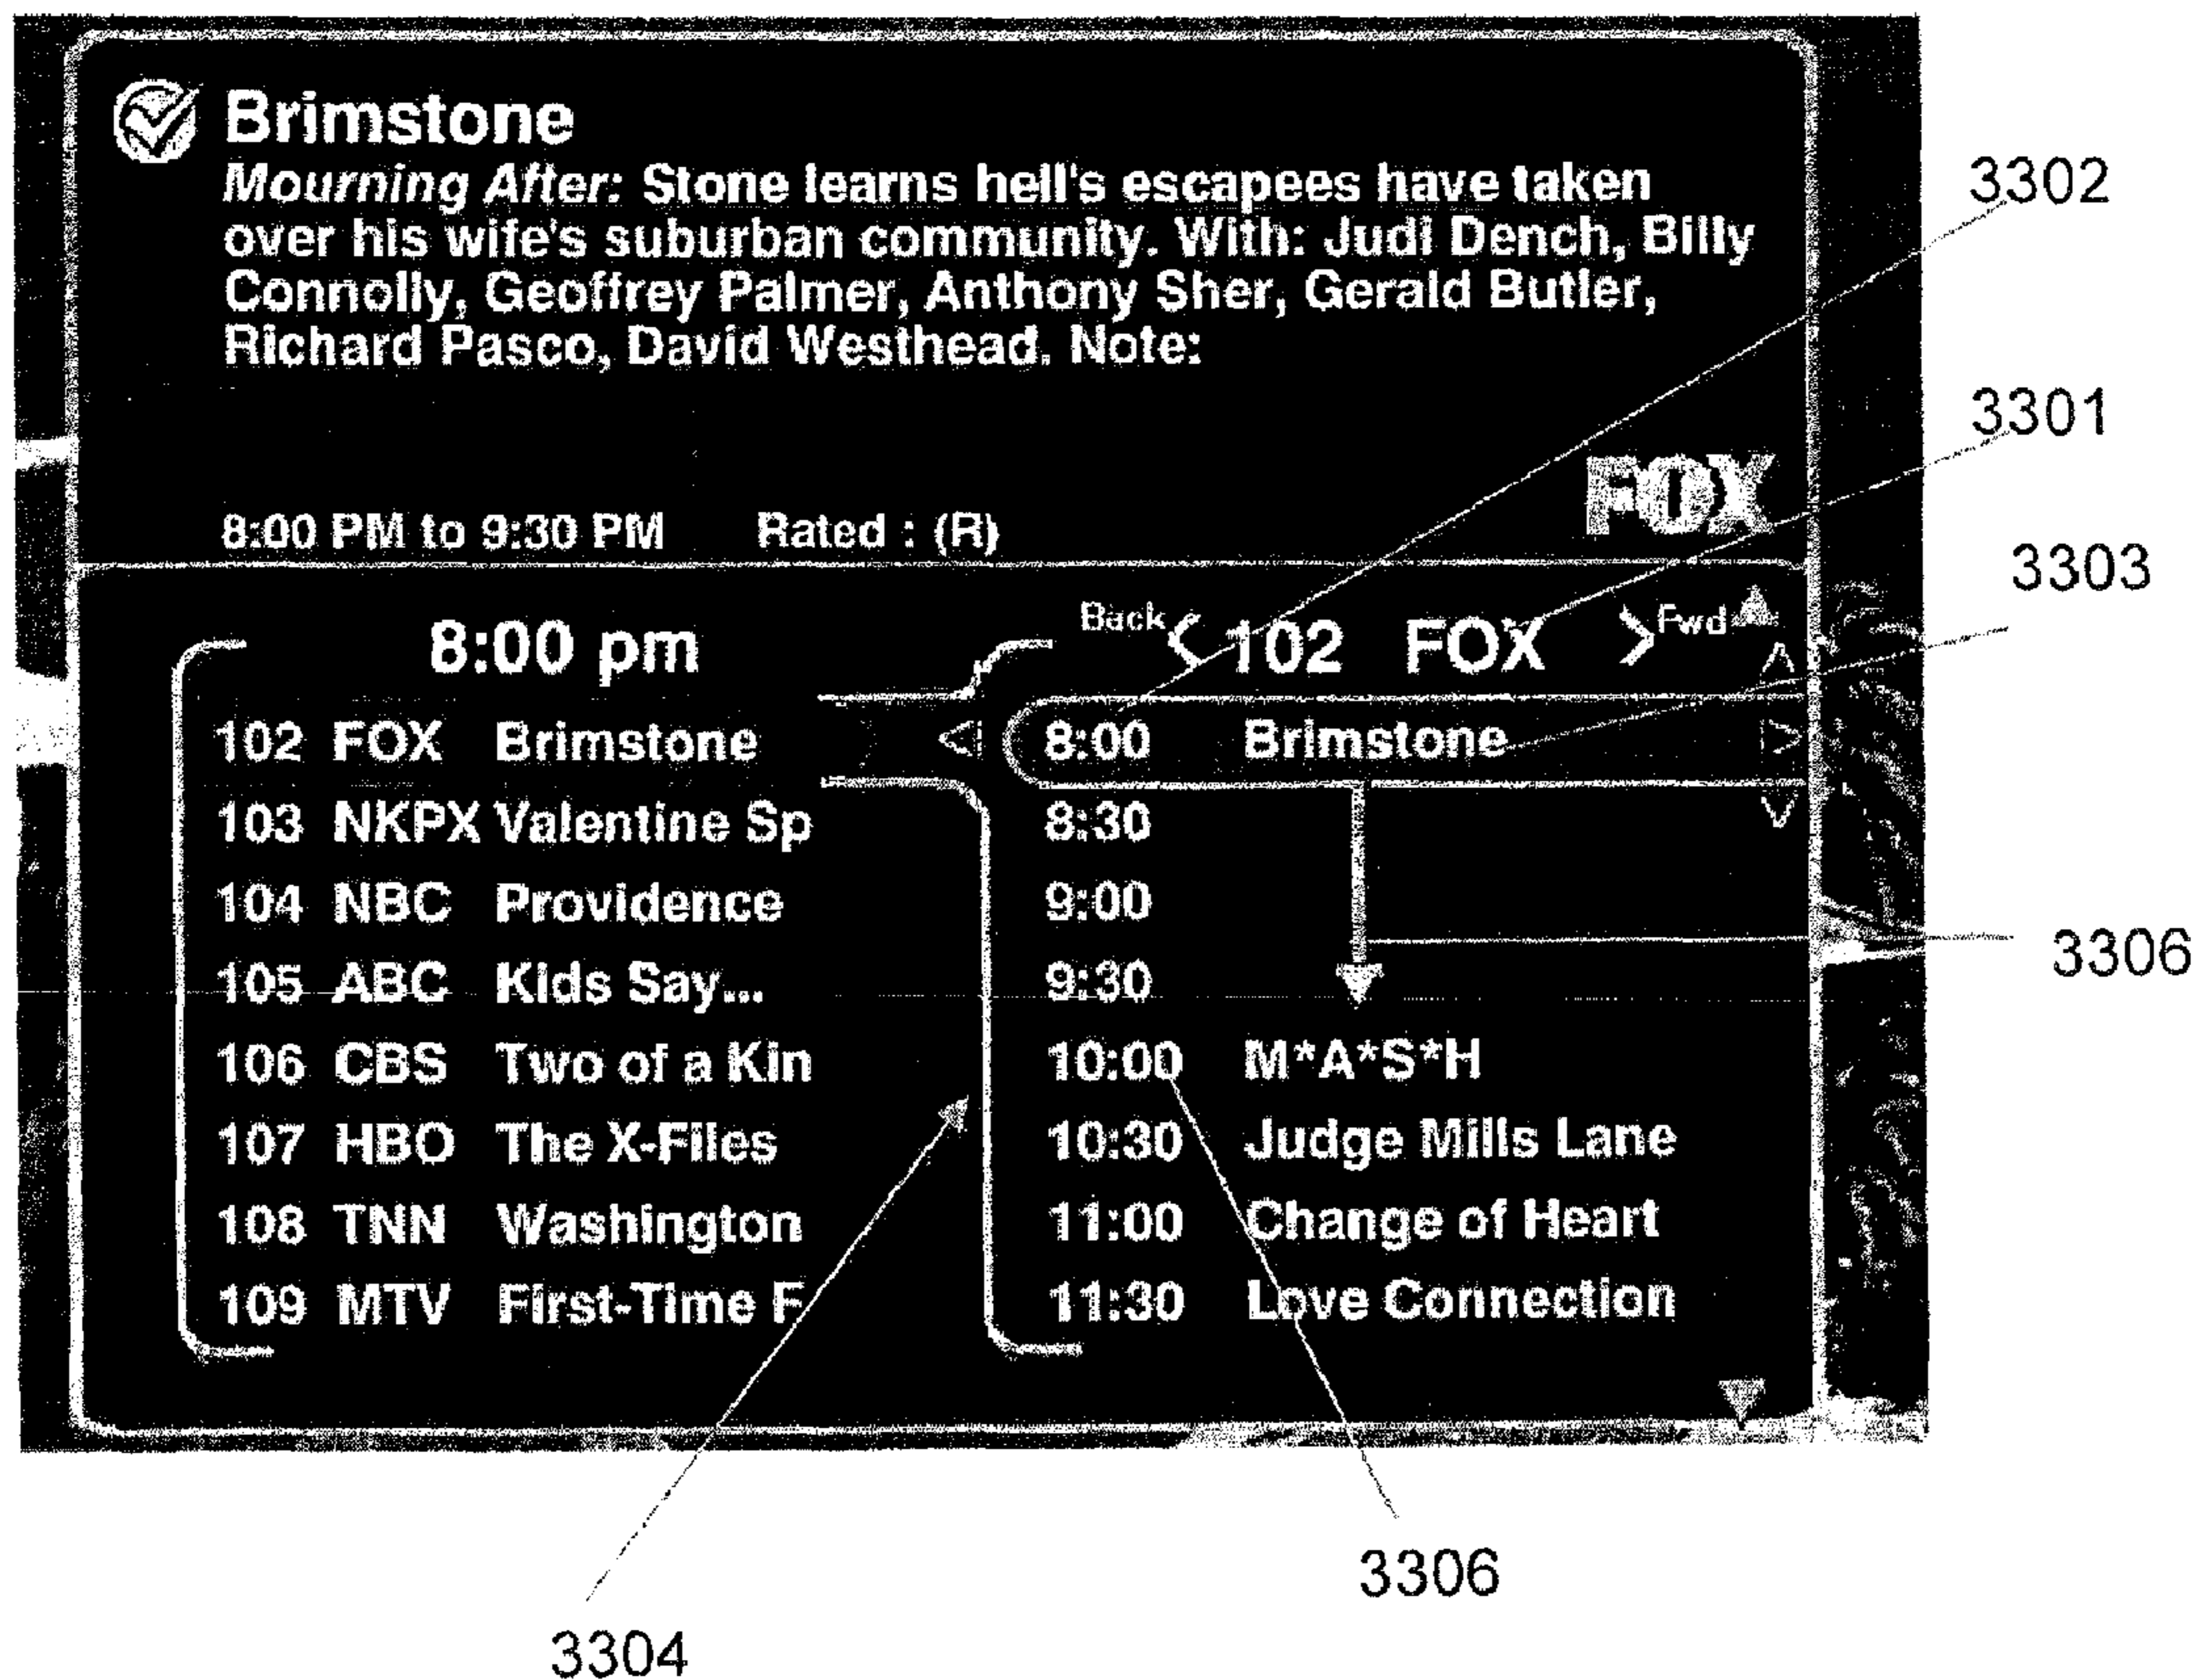 Brimstone
Mourning After: Stone learns hell's escapees have taken
over his wife's suburban community. With: Judi Dench, Billy
Connolly, Geoffrey Palmer, Anthony Sher, Gerald Butler,
Richard Pasco, David Westhead. Note:
FOX
8:00 PM to 9:30 PM Rated : (R)
8:00 pm
102 FOX Brimstone
103 NKPX Valentine Sp
104 NBC Providence
105 ABC Kids Say...
106 CBS Two of a Kin
107 HBO The X-Files
108 TNN Washington
109 MTV First-Time F
Back < 102 FOX > Fwd
8:00 Brimstone
8:30
9:00
9:30
10:00 M*A*S*H
10:30 Judge Mills Lane
11:00 Change of Heart
11:30 Love Connection
3302
3301
3303
3306
3306
3304